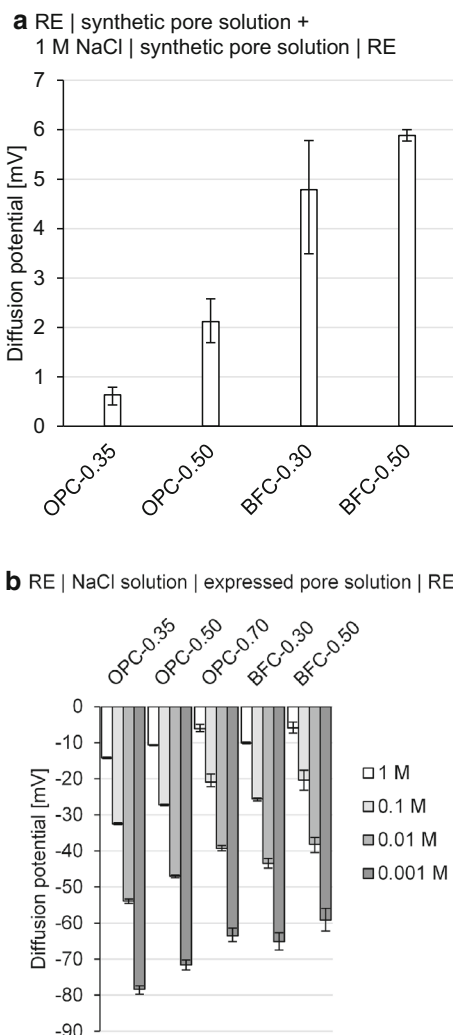 a RE | synthetic pore solution +
1 M NaCl | synthetic pore solution | RE
Diffusion potential [mV]
7
6
5
4
3
2
1
0
OPC-0.35
OPC-0.50
BFC-0.30
BFC-0.50
b RE | NaCl solution | expressed pore solution | RE
OPC-0.35
OPC-0.50
OPC-0.70
BFC-0.30
BFC-0.50
Diffusion potential [mV]
0
-10
-20
-30
-40
-50
-60
-70
-80
-90
1 M
0.1 M
0.01 M
0.001 M